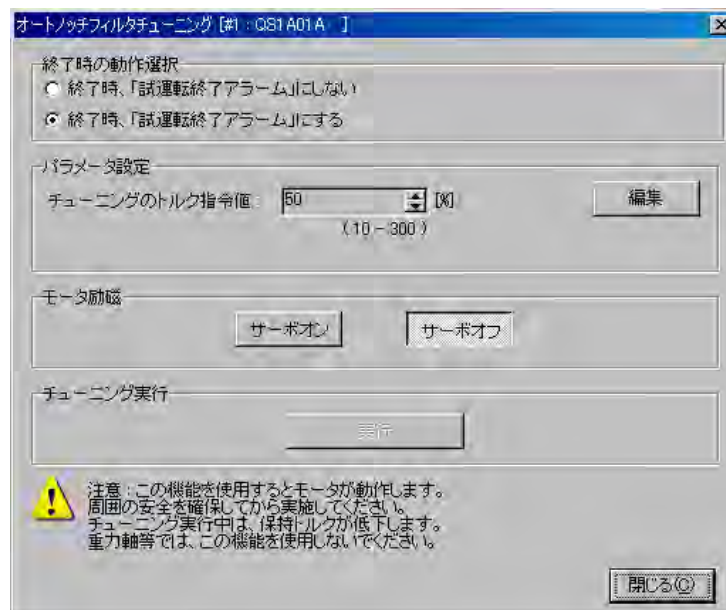 オートノッチフィルタチューニング [#1 : QS1A01A ]
終了時の動作選択
終了時、「試運転終了アラーム」にしない
終了時、「試運転終了アラーム」にする
パラメータ設定
チューニングのトルク指令値: 50 [%] 編集
(10 - 300)
モータ励磁
サーボオン サーボオフ
チューニング実行
実行
注意:この機能を使用するとモータが動作します。
周囲の安全を確保してから実施してください。
チューニング実行中は、保持トルクが低下します。
重力軸等では、この機能を使用しないでください。
閉じる(C)